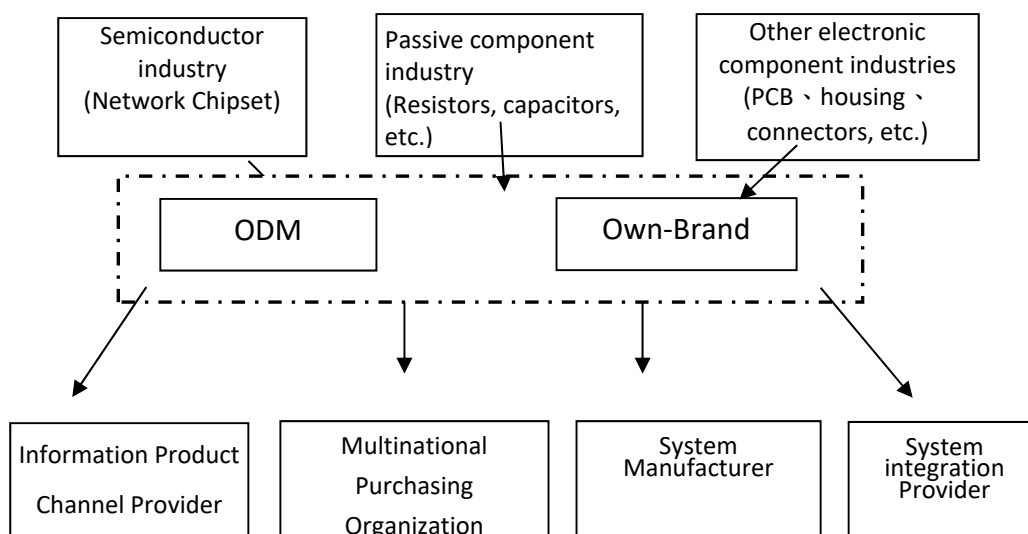 Semiconductor
industry
(Network Chipset)
Passive component
industry
(Resistors, capacitors,
etc.)
Other electronic
component industries
(PCB、housing、
connectors, etc.)
ODM
Own-Brand
Information Product
Channel Provider
Multinational
Purchasing
Organization
System
Manufacturer
System
integration
Provider